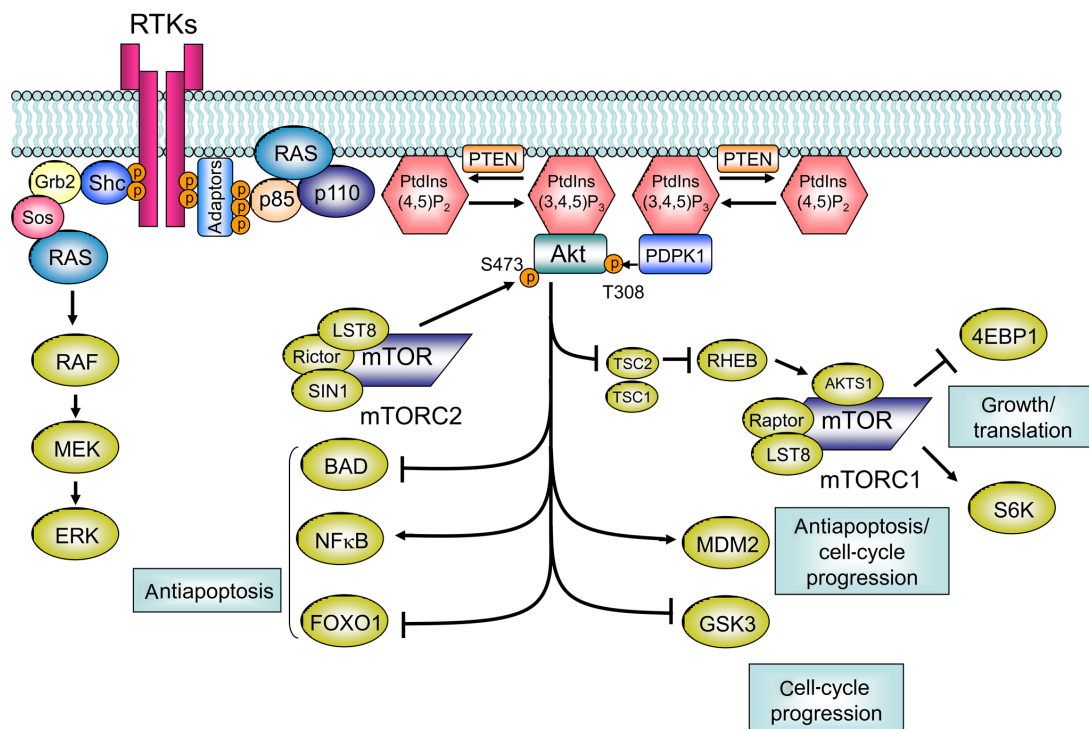 RTKs
Grb2
Shc
p
p
Sos
RAS
p
p
Adaptors
p
p
p
RAS
p85
p110
PtdIns
(4,5)P2
PTEN
PtdIns
(3,4,5)P3
PtdIns
(3,4,5)P3
PTEN
PtdIns
(4,5)P2
Akt
PDPK1
S473
p
p
T308
RAF
MEK
ERK
LST8
Rictor
mTOR
SIN1
mTORC2
TSC2
TSC1
RHEB
AKTS1
Raptor
mTOR
LST8
mTORC1
4EBP1
Growth/
translation
S6K
BAD
NFκB
FOXO1
Antiapoptosis
MDM2
Antiapoptosis/
cell-cycle
progression
GSK3
Cell-cycle
progression